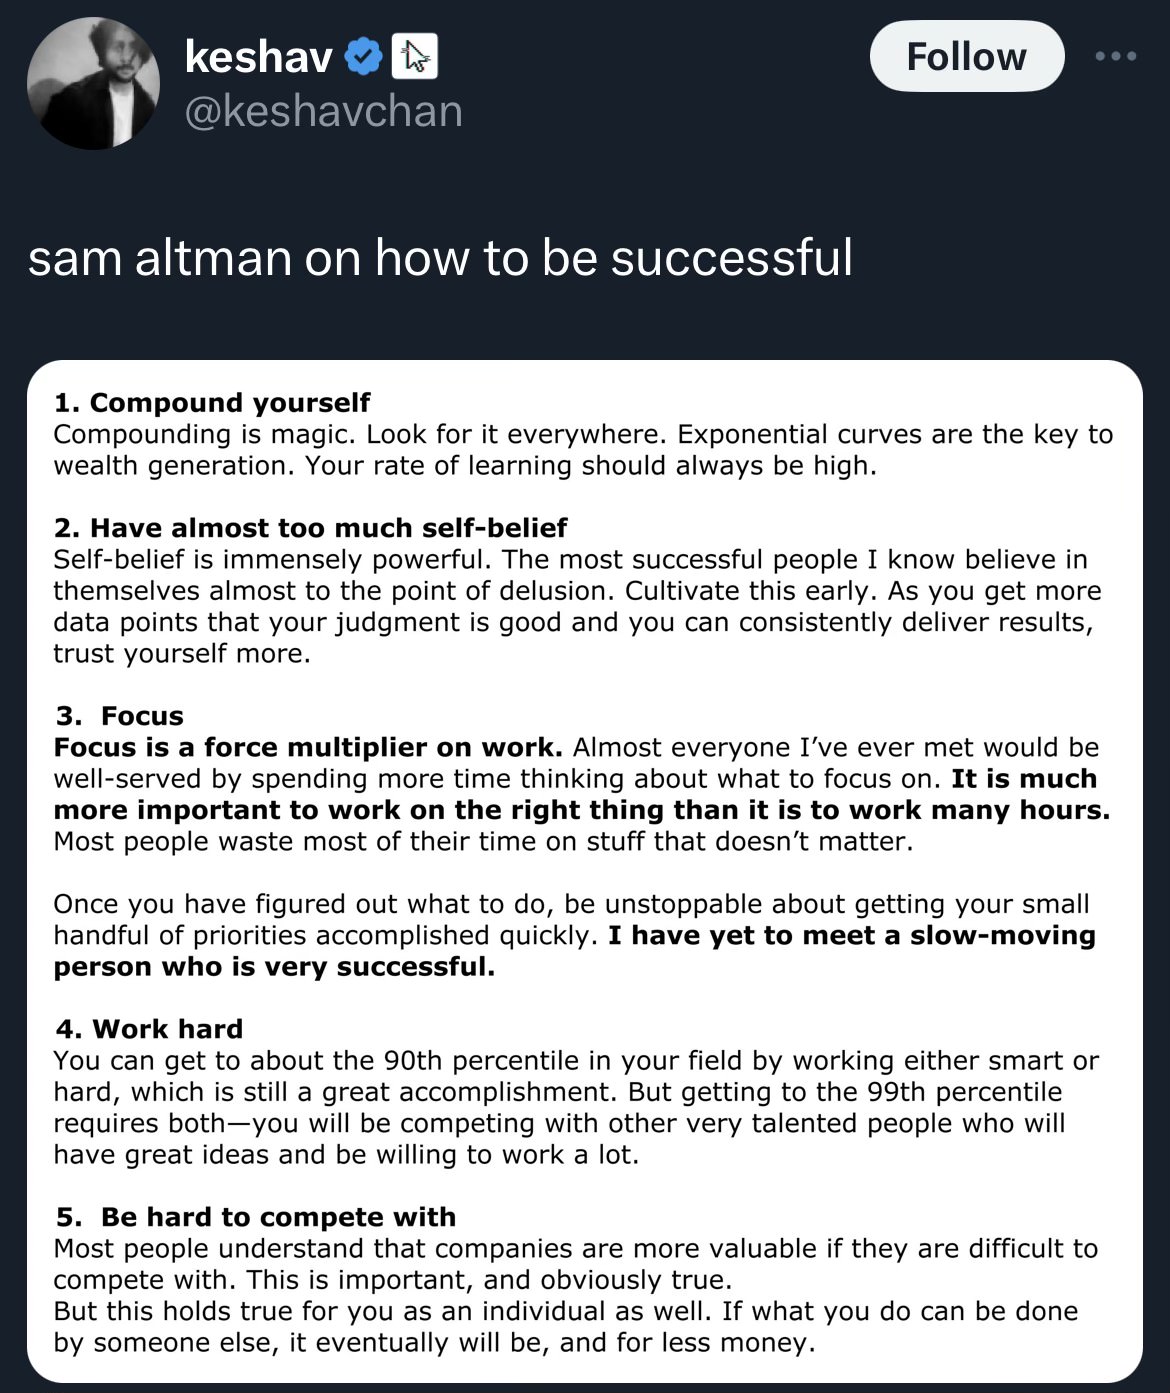 keshav
Follow
@keshavchan
sam altman on how to be successful
1. Compound yourself
Compounding is magic. Look for it everywhere. Exponential curves are the key to
wealth generation. Your rate of learning should always be high.
2. Have almost too much self-belief
Self-belief is immensely powerful. The most successful people I know believe in
themselves almost to the point of delusion. Cultivate this early. As you get more
data points that your judgment is good and you can consistently deliver results,
trust yourself more.
3.  Focus
Focus is a force multiplier on work. Almost everyone I’ve ever met would be
well-served by spending more time thinking about what to focus on. It is much
more important to work on the right thing than it is to work many hours.
Most people waste most of their time on stuff that doesn’t matter.
Once you have figured out what to do, be unstoppable about getting your small
handful of priorities accomplished quickly. I have yet to meet a slow-moving
person who is very successful.
4. Work hard
You can get to about the 90th percentile in your field by working either smart or
hard, which is still a great accomplishment. But getting to the 99th percentile
requires both—you will be competing with other very talented people who will
have great ideas and be willing to work a lot.
5.  Be hard to compete with
Most people understand that companies are more valuable if they are difficult to
compete with. This is important, and obviously true.
But this holds true for you as an individual as well. If what you do can be done
by someone else, it eventually will be, and for less money.